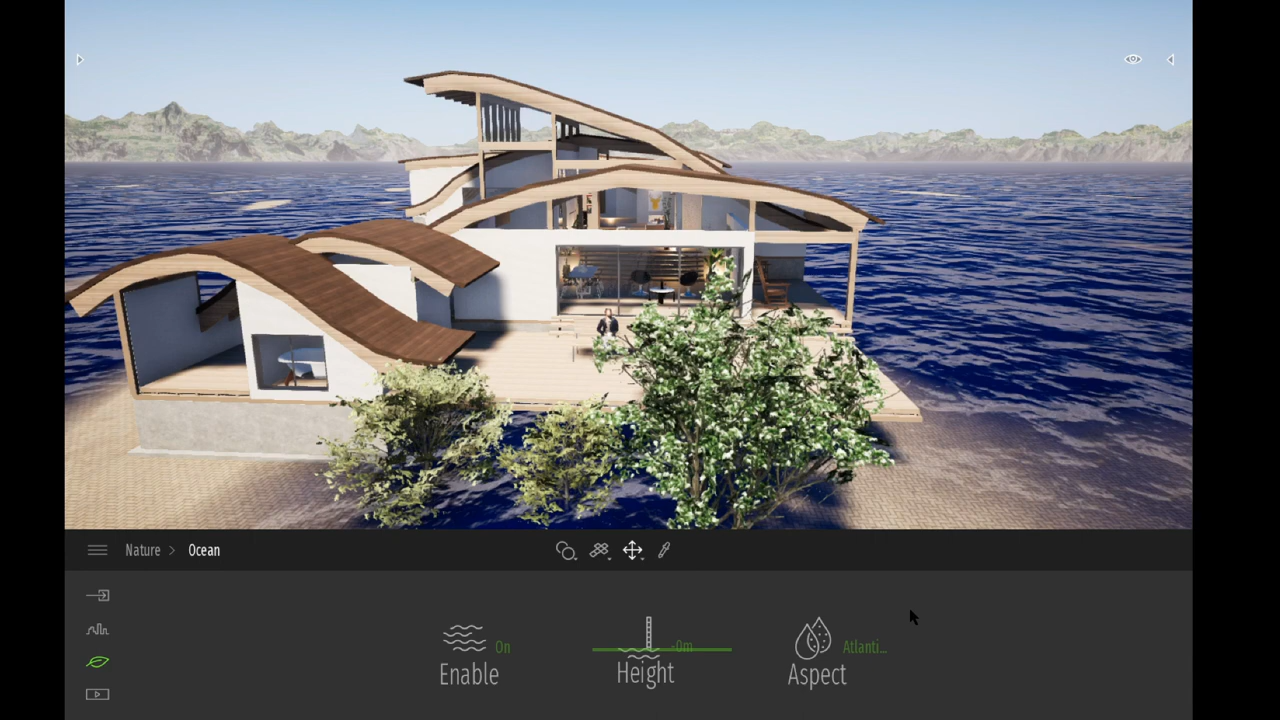 Nature > Ocean
On
Enable
-0m
Height
Atlanti...
Aspect